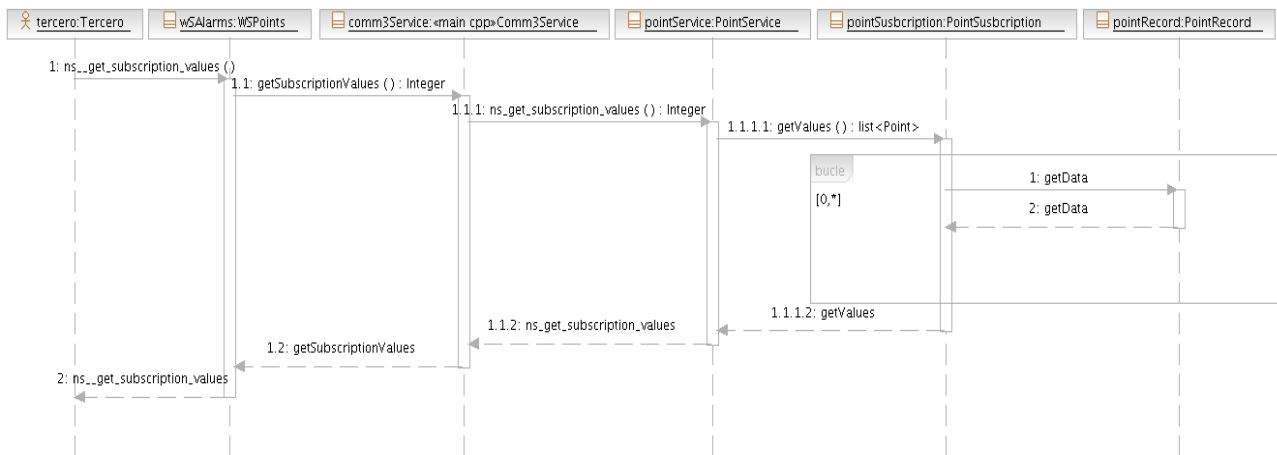 tercero:Tercero
wSAlarms:WSPoints
comm3Service:«main cpp»Comm3Service
pointService:PointService
pointSusbcription:PointSusbcription
pointRecord:PointRecord
1: ns__get_subscription_values ( )
1.1: getSubscriptionValues ( ) : Integer
1.1.1: ns_get_subscription_values ( ) : Integer
1.1.1.1: getValues ( ) : list<Point>
bucle
[0,*]
1: getData
2: getData
1.1.1.2: getValues
1.1.2: ns_get_subscription_values
1.2: getSubscriptionValues
2: ns__get_subscription_values